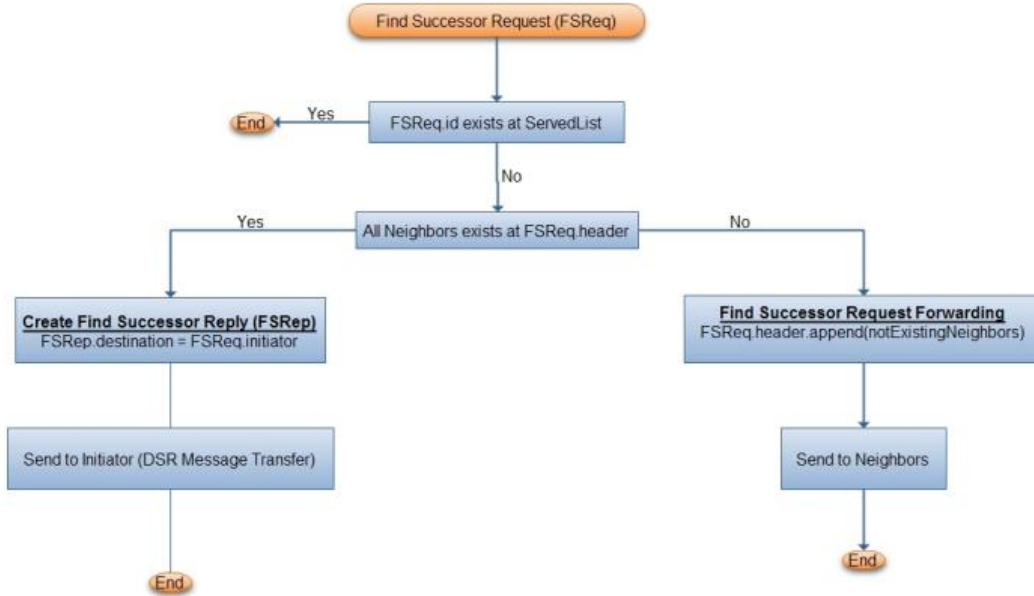 Find Successor Request (FSReq)
Yes
End
FSReq.id exists at ServedList
No
Yes
All Neighbors exists at FSReq.header
No
Create Find Successor Reply (FSRep)
FSRep.destination = FSReq.initiator
Find Successor Request Forwarding
FSReq.header.append(notExistingNeighbors)
Send to Initiator (DSR Message Transfer)
Send to Neighbors
End
End